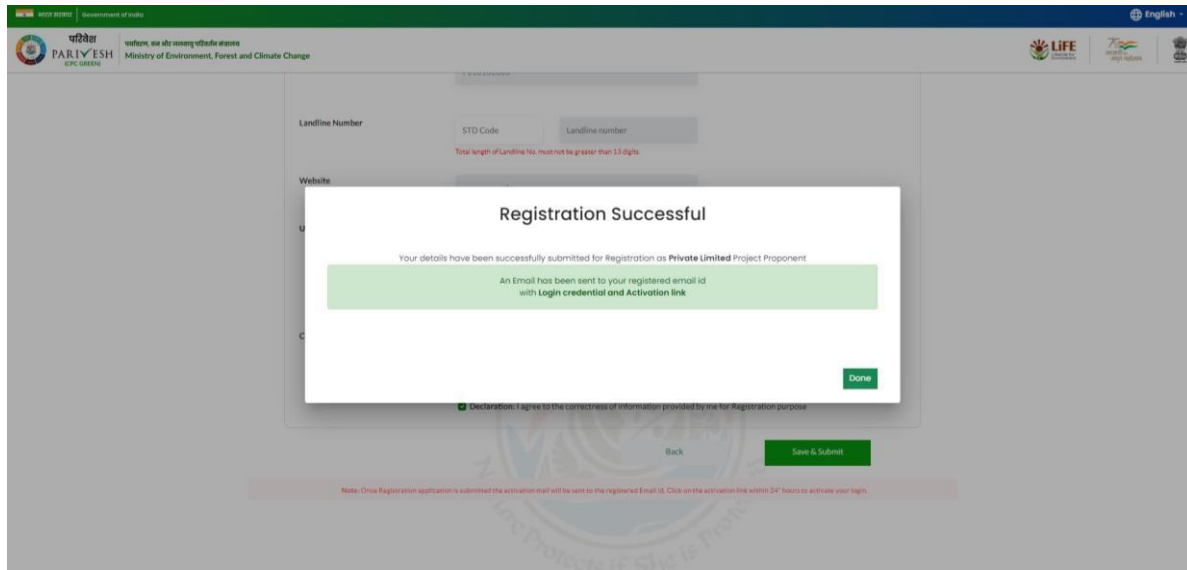 भारत सरकार Government of India
English
परिवेश
PARIVESH
(CPC GREEN)
पर्यावरण, वन और जलवायु परिवर्तन मंत्रालय
Ministry of Environment, Forest and Climate Change
LiFE
Landline Number
STD Code
Landline number
Total length of Landline No. must not be greater than 13 digits
Website
U
Registration Successful
Your details have been successfully submitted for Registration as Private Limited Project Proponent
An Email has been sent to your registered email id
with Login credential and Activation link
C
Done
Declaration: I agree to the correctness of information provided by me for Registration purpose
Back
Save & Submit
Note: Once Registration application is submitted the activation mail will be sent to the registered Email Id. Click on the activation link within 24* hours to activate your login.
Protects if She is